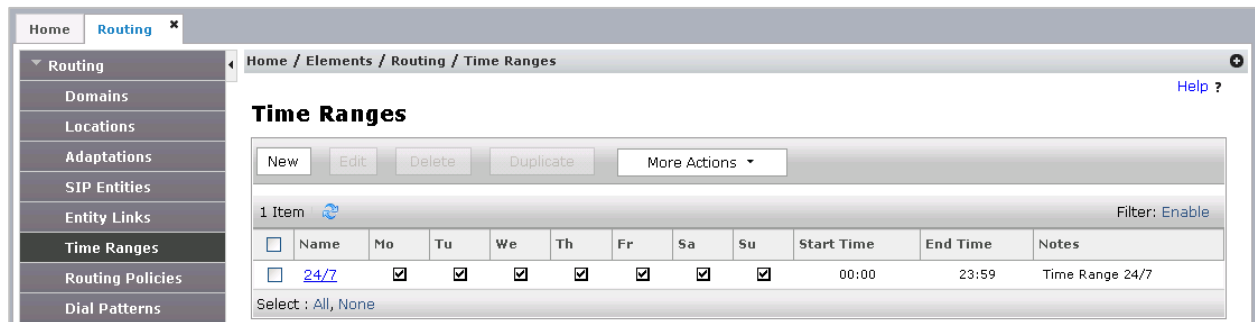 Home Routing ×
Routing
Domains
Locations
Adaptations
SIP Entities
Entity Links
Time Ranges
Routing Policies
Dial Patterns
Home / Elements / Routing / Time Ranges
Help ?
Time Ranges
New Edit Delete Duplicate More Actions
1 Item Filter: Enable
Name Mo Tu We Th Fr Sa Su Start Time End Time Notes
24/7 00:00 23:59 Time Range 24/7
Select : All, None